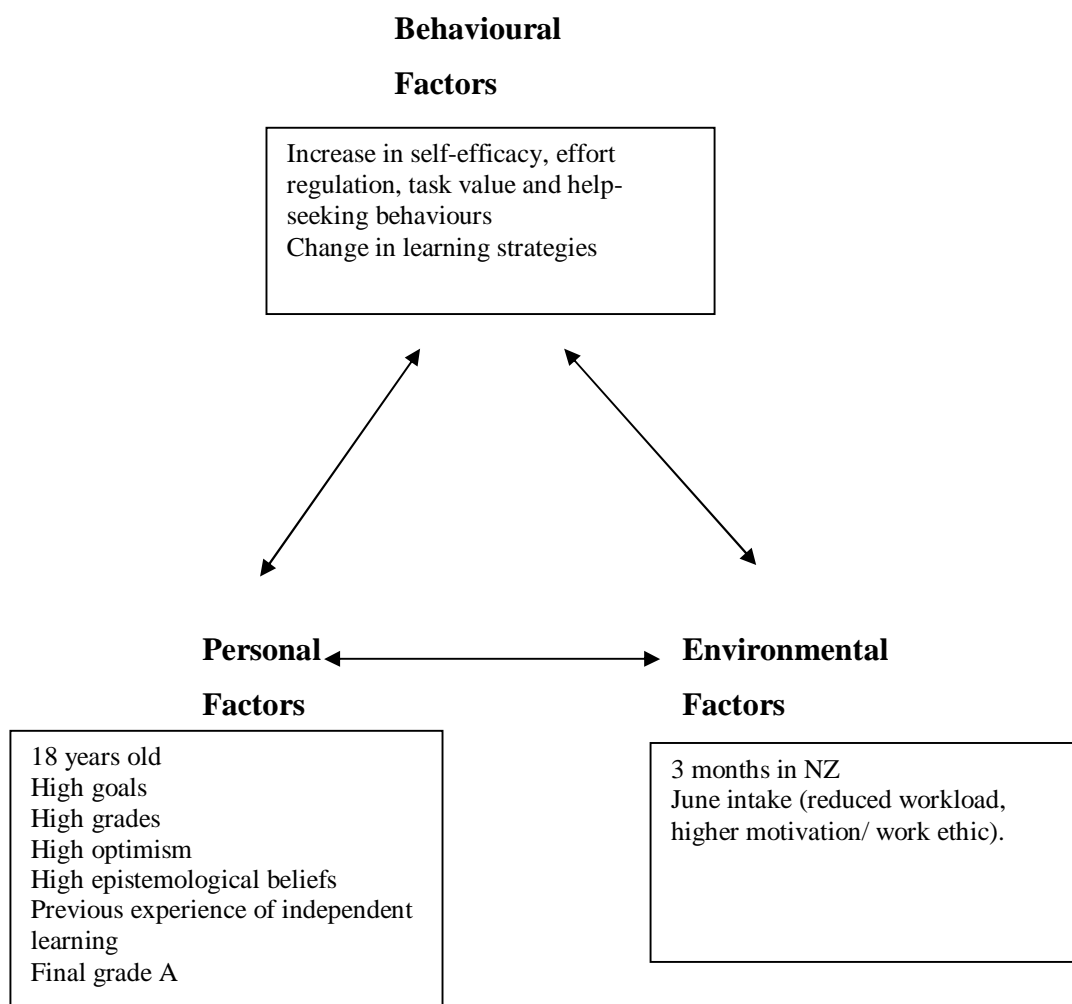 Behavioural
Factors
Increase in self-efficacy, effort
regulation, task value and help-
seeking behaviours
Change in learning strategies
Personal
Factors
18 years old
High goals
High grades
High optimism
High epistemological beliefs
Previous experience of independent
learning
Final grade A
Environmental
Factors
3 months in NZ
June intake (reduced workload,
higher motivation/ work ethic).